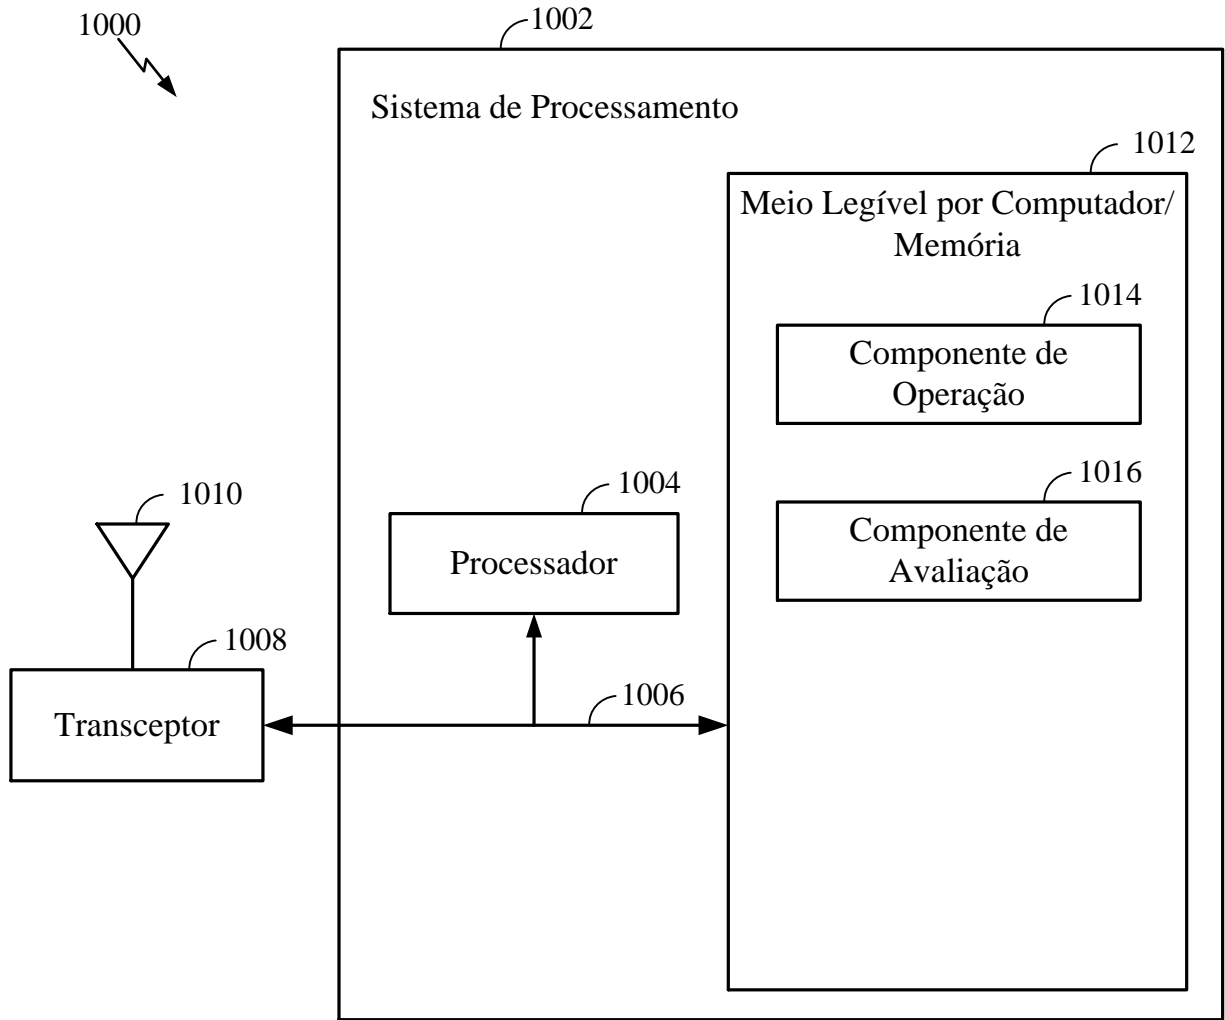 1000
1002
Sistema de Processamento
1012
Meio Legível por Computador/
Memória
1014
Componente de
Operação
1016
Componente de
Avaliação
1004
Processador
1010
1008
Transceptor
1006